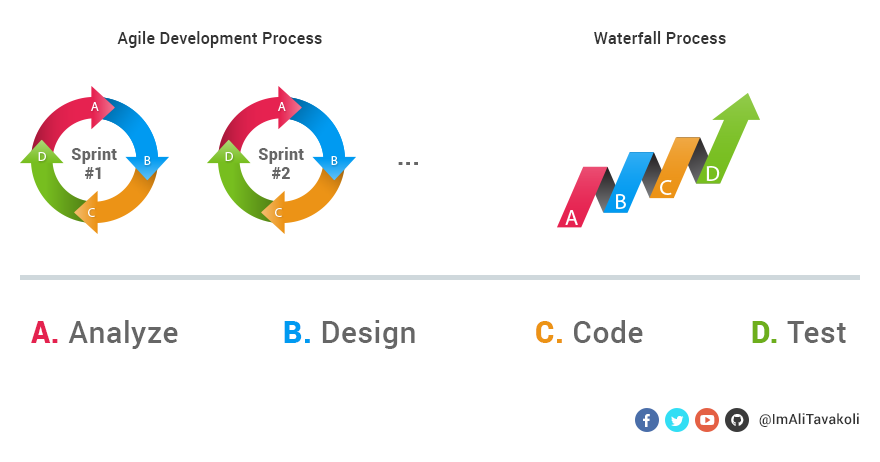 Agile Development Process
Waterfall Process
A
B
C
D
Sprint
#1
A
B
C
D
Sprint
#2
...
A
B
C
D
A. Analyze
B. Design
C. Code
D. Test
@ImAliTavakoli